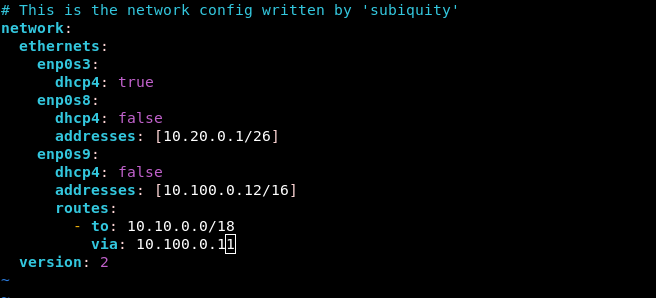 # This is the network config written by 'subiquity'
network:
  ethernets:
    enp0s3:
      dhcp4: true
    enp0s8:
      dhcp4: false
      addresses: [10.20.0.1/26]
    enp0s9:
      dhcp4: false
      addresses: [10.100.0.12/16]
      routes:
        - to: 10.10.0.0/18
          via: 10.100.0.11
  version: 2
~
~